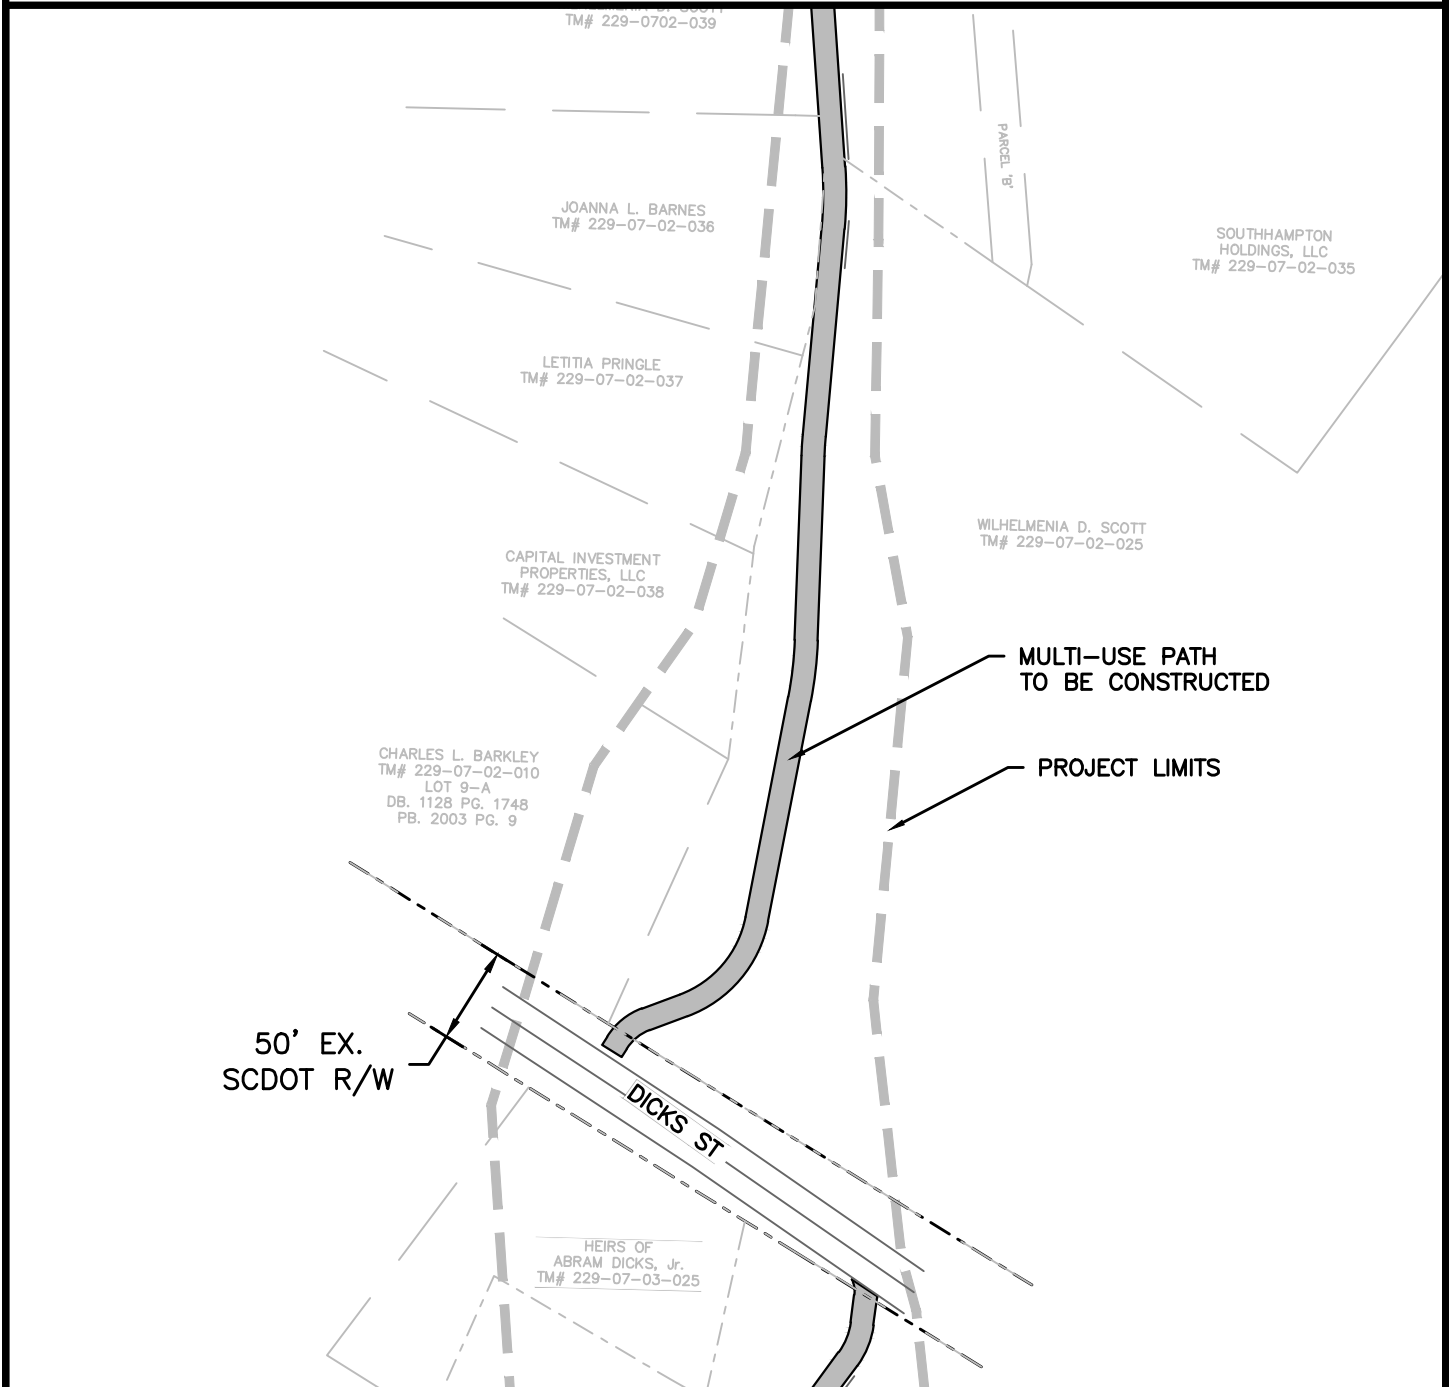 TM# 229-0702-039
PARCEL 'B'
JOANNA L. BARNES
TM# 229-07-02-036
SOUTHHAMPTON
HOLDINGS, LLC
TM# 229-07-02-035
LETITIA PRINGLE
TM# 229-07-02-037
WILHELMENIA D. SCOTT
TM# 229-07-02-025
CAPITAL INVESTMENT
PROPERTIES, LLC
TM# 229-07-02-038
MULTI-USE PATH
TO BE CONSTRUCTED
PROJECT LIMITS
CHARLES L. BARKLEY
TM# 229-07-02-010
LOT 9-A
DB. 1128 PG. 1748
PB. 2003 PG. 9
50' EX.
SCDOT R/W
DICKS ST
HEIRS OF
ABRAM DICKS, Jr.
TM# 229-07-03-025